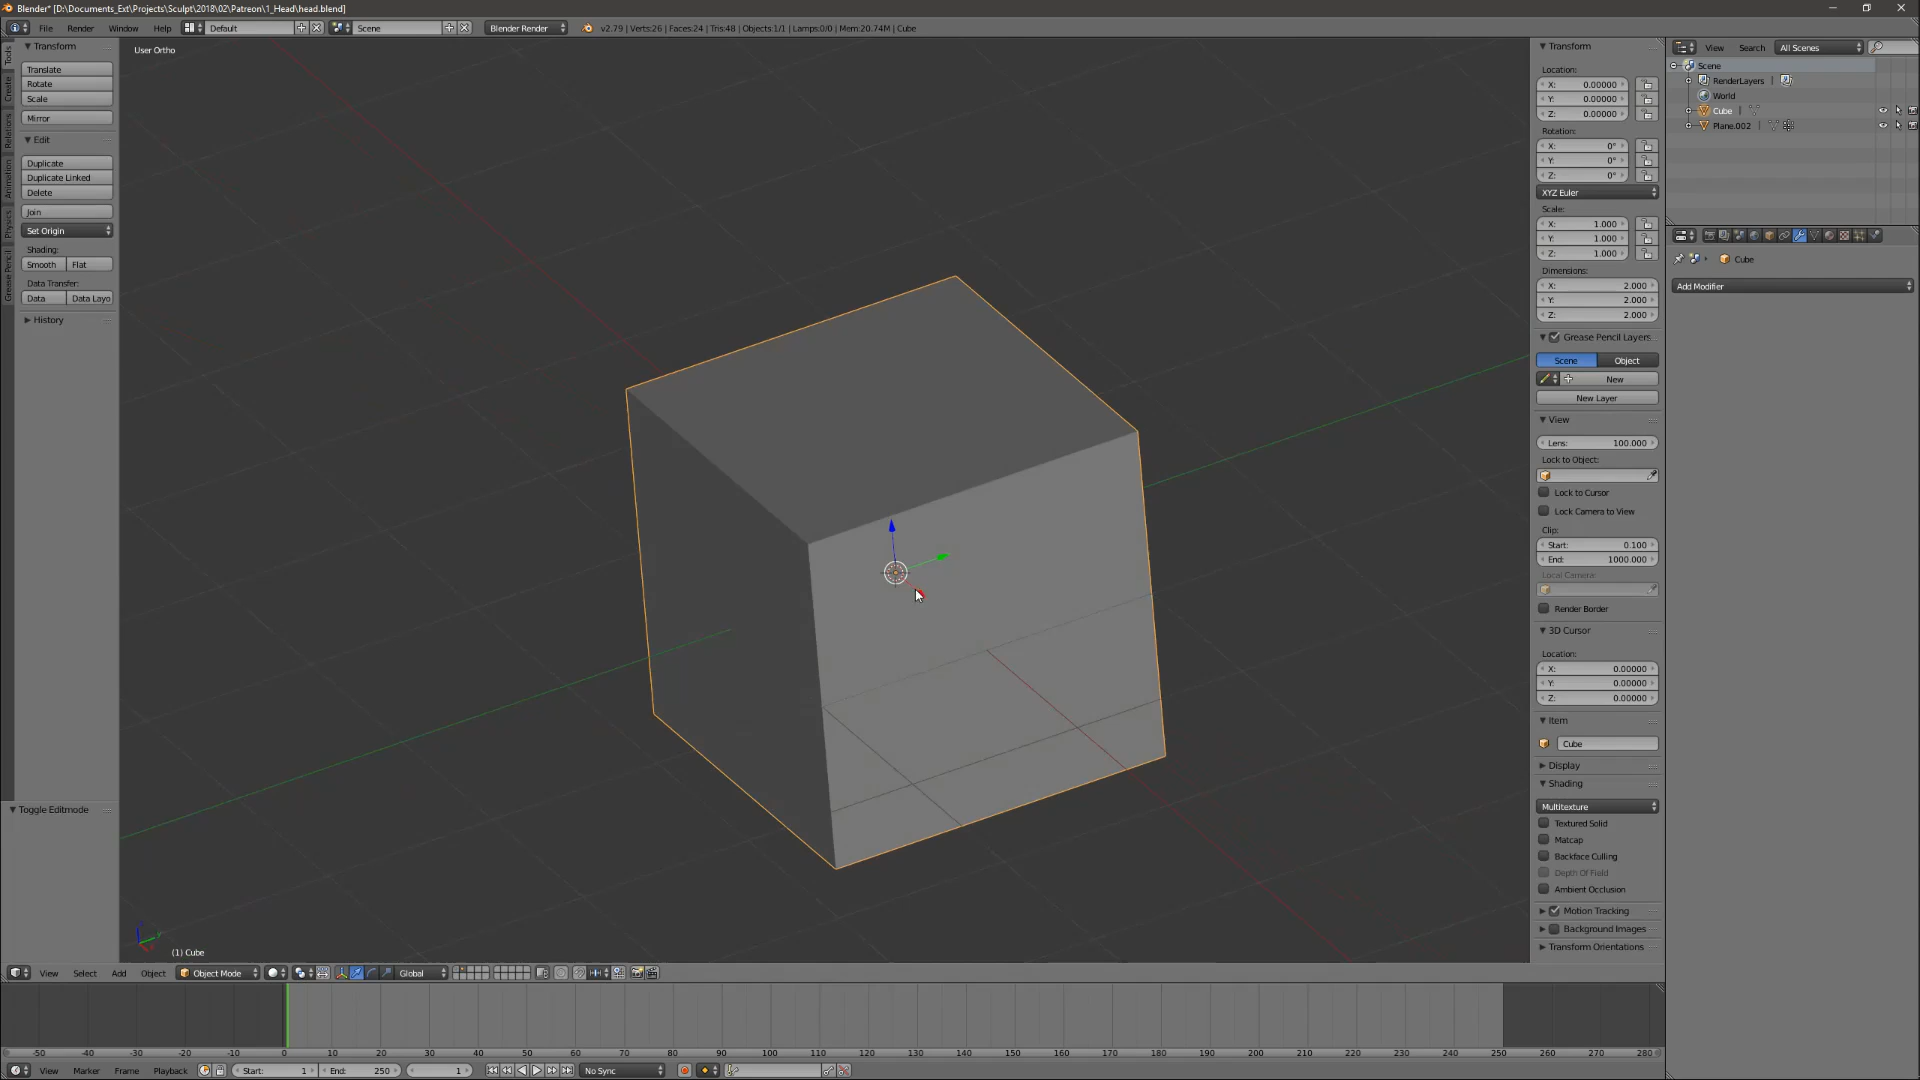 Blender* [D:\Documents_Ext\Projects\Sculpt\2018\02\Patreon\1_Head\head.blend]
File Render Window Help Default Scene Blender Render v2.79 | Verts:26 | Faces:24 | Tris:48 | Objects:1/1 | Lamps:0/0 | Mem:20.74M | Cube
Tools
Create
Relations
Animation
Physics
Grease Pencil
Transform
Translate
Rotate
Scale
Mirror
Edit
Duplicate
Duplicate Linked
Delete
Join
Set Origin
Shading:
Smooth Flat
Data Transfer:
Data Data Layo
History
Toggle Editmode
User Ortho
(1) Cube
Transform
Location:
X: 0.00000
Y: 0.00000
Z: 0.00000
Rotation:
X: 0°
Y: 0°
Z: 0°
XYZ Euler
Scale:
X: 1.000
Y: 1.000
Z: 1.000
Dimensions:
X: 2.000
Y: 2.000
Z: 2.000
Grease Pencil Layers
Scene Object
New
New Layer
View
Lens: 100.000
Lock to Object:
Lock to Cursor
Lock Camera to View
Clip:
Start: 0.100
End: 1000.000
Local Camera:
Render Border
3D Cursor
Location:
X: 0.00000
Y: 0.00000
Z: 0.00000
Item
Cube
Display
Shading
Multitexture
Textured Solid
Matcap
Backface Culling
Depth Of Field
Ambient Occlusion
Motion Tracking
Background Images
Transform Orientations
View Search All Scenes
Scene
RenderLayers
World
Cube
Plane.002
Cube
Add Modifier
View Select Add Object Object Mode Global
-50 -40 -30 -20 -10 0 10 20 30 40 50 60 70 80 90 100 110 120 130 140 150 160 170 180 190 200 210 220 230 240 250 260 270 280
View Marker Frame Playback Start: 1 End: 250 1 No Sync